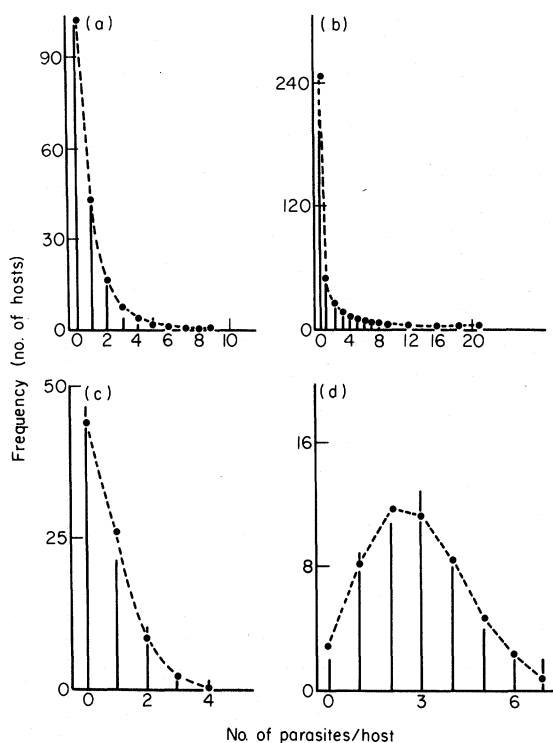 (a)
90
60
30
0
0 2 4 6 8 10
(b)
240
120
0
0 4 8 12 16 20
Frequency (no. of hosts)
(c)
50
25
0
0 2 4
(d)
16
8
0
0 3 6
No. of parasites/host